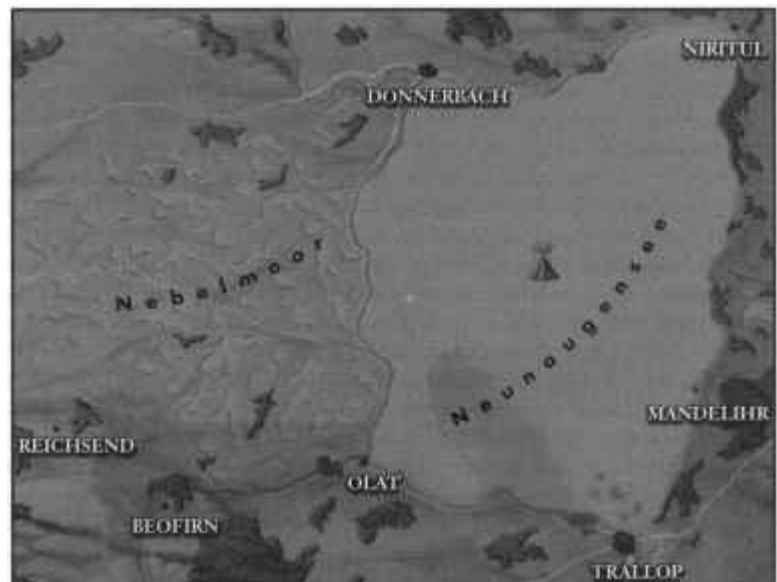 NIRITUL
DONNERBACH
Nebelmoor
Neunaugensee
MANDELIHR
REICHSEND
OLAT
BEOFIRN
TRALLOP